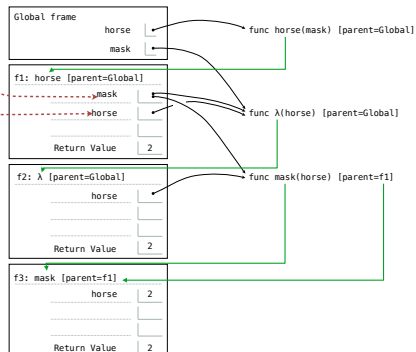 Global frame
horse
mask
func horse(mask) [parent=Global]
f1: horse [parent=Global]
mask
horse
func λ(horse) [parent=Global]
Return Value 2
f2: λ [parent=Global]
func mask(horse) [parent=f1]
horse
Return Value 2
f3: mask [parent=f1]
horse 2
Return Value 2